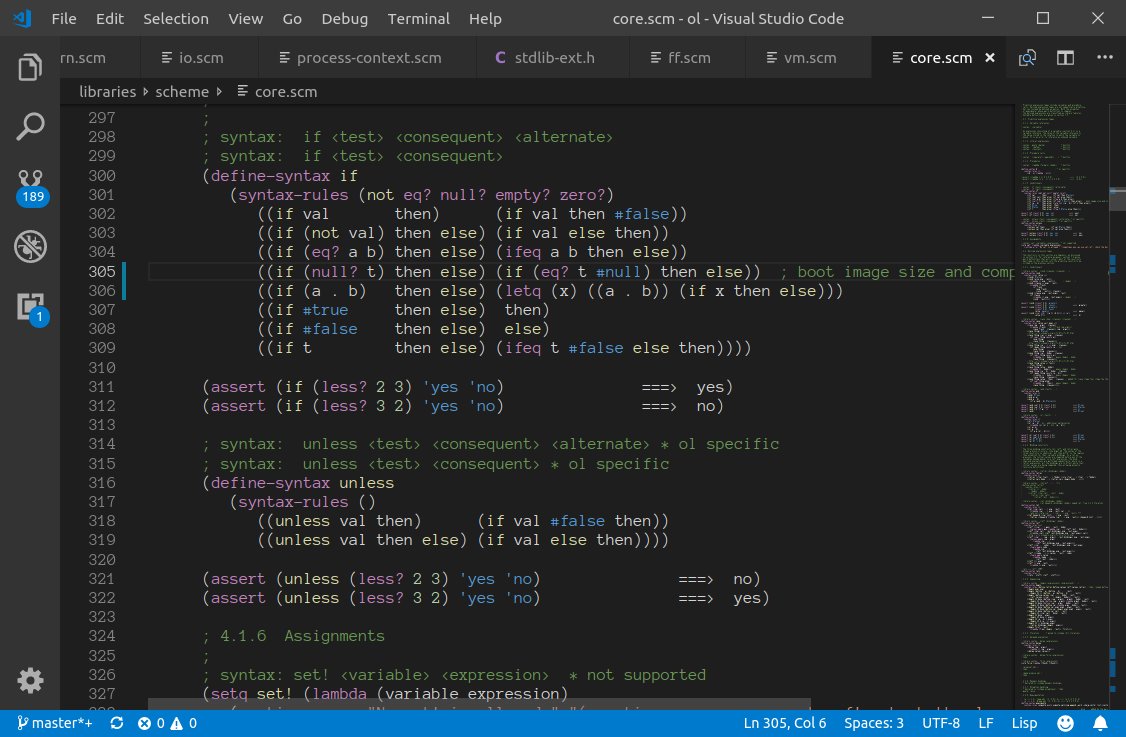 File Edit Selection View Go Debug Terminal Help core.scm - ol - Visual Studio Code
rn.scm io.scm process-context.scm C stdlib-ext.h ff.scm vm.scm core.scm
libraries scheme core.scm
297 ;
298 ; syntax:  if <test> <consequent> <alternate>
299 ; syntax:  if <test> <consequent>
300 (define-syntax if
301 (syntax-rules (not eq? null? empty? zero?)
302 ((if val       then)      (if val then #false))
303 ((if (not val) then else) (if val else then))
304 ((if (eq? a b) then else) (ifeq a b then else))
305 ((if (null? t) then else) (if (eq? t #null) then else))  ; boot image size and comp
306 ((if (a . b)   then else) (letq (x) ((a . b)) (if x then else)))
307 ((if #true     then else)  then)
308 ((if #false    then else)  else)
309 ((if t         then else) (ifeq t #false else then))))
310
311 (assert (if (less? 2 3) 'yes 'no)               ===>  yes)
312 (assert (if (less? 3 2) 'yes 'no)               ===>  no)
313
314 ; syntax:  unless <test> <consequent> <alternate> * ol specific
315 ; syntax:  unless <test> <consequent> * ol specific
316 (define-syntax unless
317 (syntax-rules ()
318 ((unless val then)      (if val #false then))
319 ((unless val then else) (if val else then))))
320
321 (assert (unless (less? 2 3) 'yes 'no)               ===>  no)
322 (assert (unless (less? 3 2) 'yes 'no)               ===>  yes)
323
324 ; 4.1.6  Assignments
325 ;
326 ; syntax: set! <variable> <expression>  * not supported
327 (setq set! (lambda (variable expression)
189
1
master*+ 0 0 Ln 305, Col 6 Spaces: 3 UTF-8 LF Lisp